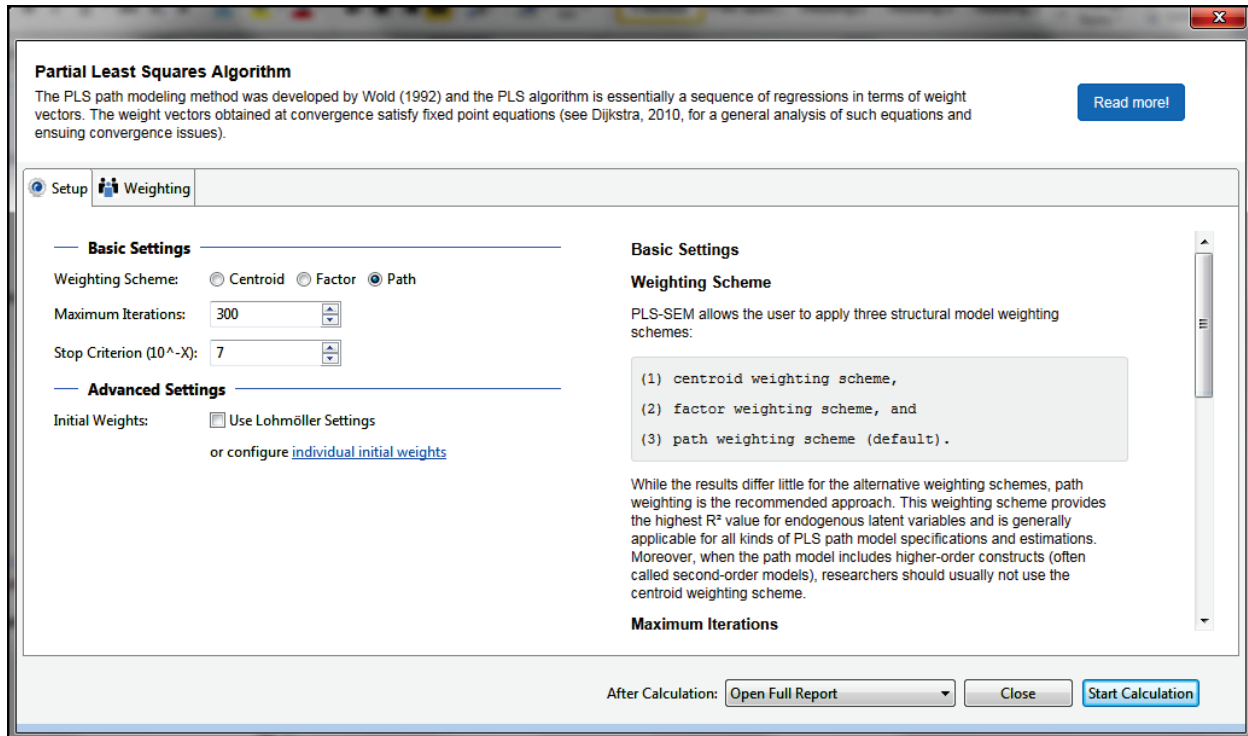 x
Partial Least Squares Algorithm
The PLS path modeling method was developed by Wold (1992) and the PLS algorithm is essentially a sequence of regressions in terms of weight
vectors. The weight vectors obtained at convergence satisfy fixed point equations (see Dijkstra, 2010, for a general analysis of such equations and
ensuing convergence issues).
Read more!
Setup
Weighting
Basic Settings
Weighting Scheme: Centroid Factor Path
Maximum Iterations: 300
Stop Criterion (10^-X): 7
Advanced Settings
Initial Weights: Use Lohmöller Settings
or configure individual initial weights
Basic Settings
Weighting Scheme
PLS-SEM allows the user to apply three structural model weighting
schemes:
(1) centroid weighting scheme,
(2) factor weighting scheme, and
(3) path weighting scheme (default).
While the results differ little for the alternative weighting schemes, path
weighting is the recommended approach. This weighting scheme provides
the highest R² value for endogenous latent variables and is generally
applicable for all kinds of PLS path model specifications and estimations.
Moreover, when the path model includes higher-order constructs (often
called second-order models), researchers should usually not use the
centroid weighting scheme.
Maximum Iterations
After Calculation: Open Full Report Close Start Calculation